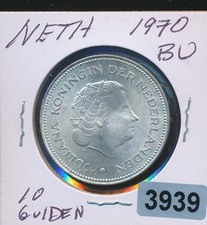 NETH 1970
BU
JULIANA KONINGIN DER NEDERLANDEN
10
GULDEN
3939